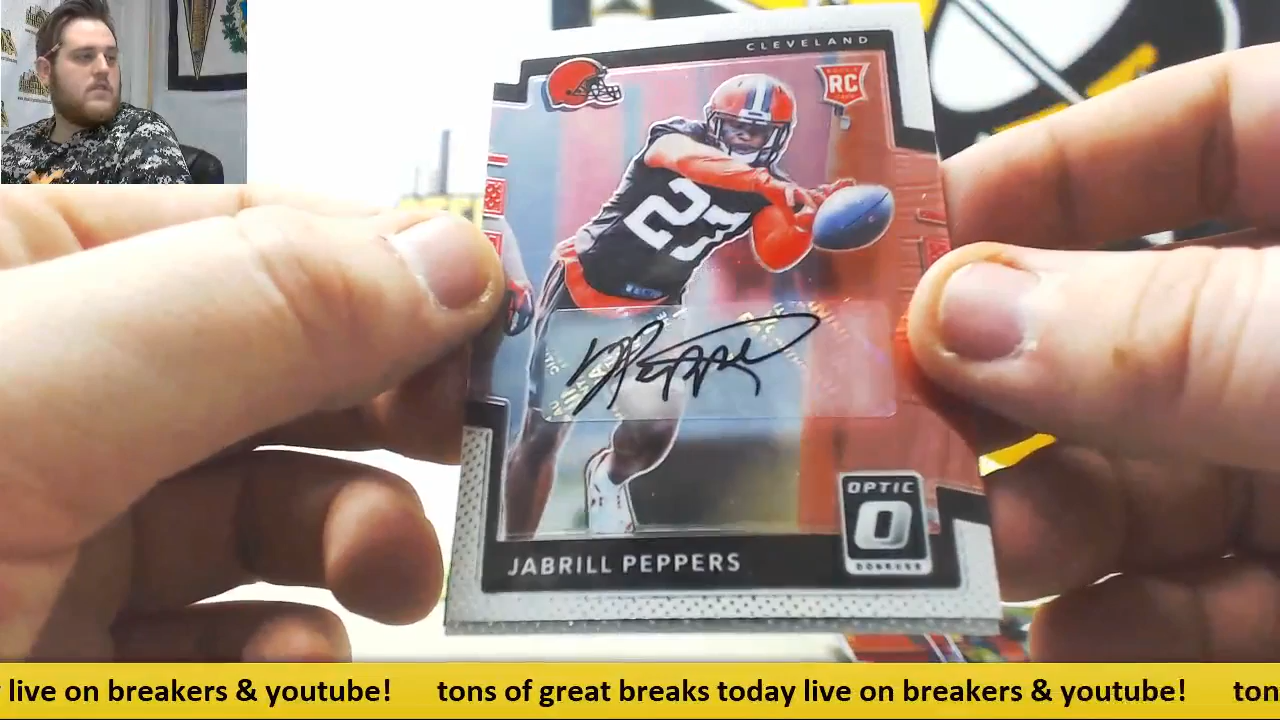 CLEVELAND
RC
27
JABRILL PEPPERS
OPTIC
O
DONRUSS
live on breakers & youtube! tons of great breaks today live on breakers & youtube! ton